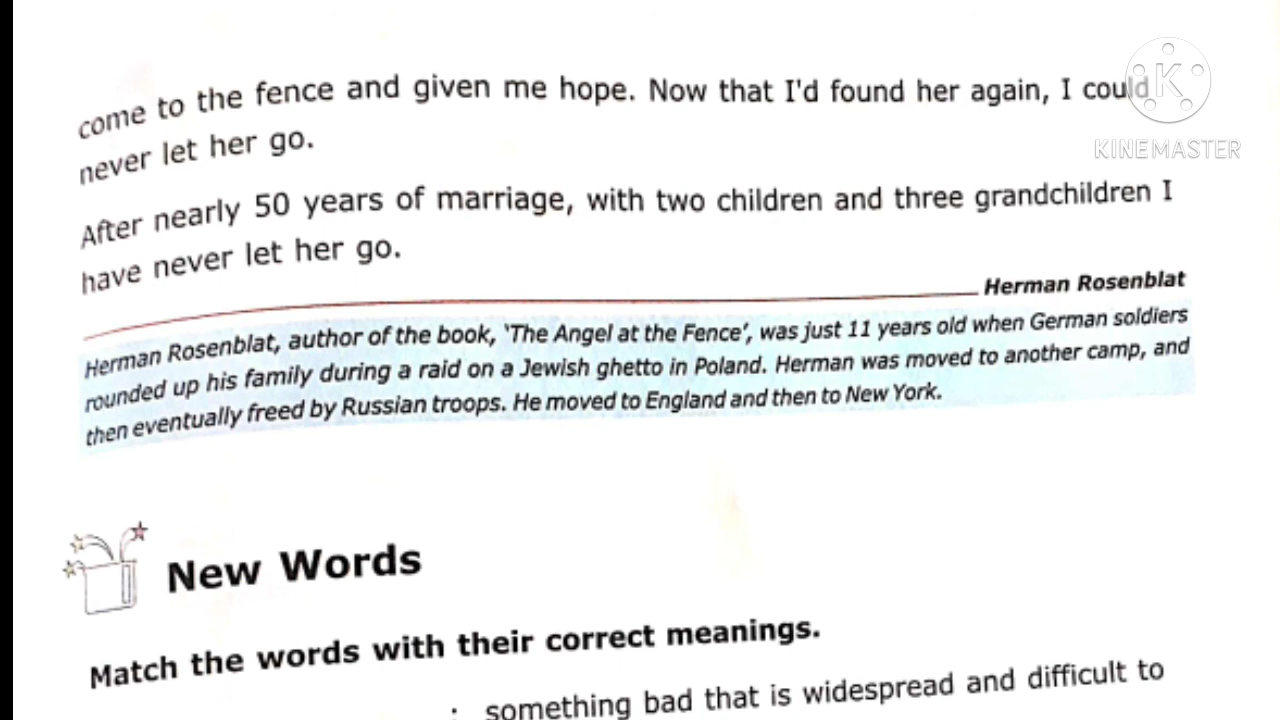 come to the fence and given me hope. Now that I'd found her again, I could
never let her go.
KINEMASTER
After nearly 50 years of marriage, with two children and three grandchildren I
have never let her go.
Herman Rosenblat
Herman Rosenblat, author of the book, ‘The Angel at the Fence’, was just 11 years old when German soldiers
rounded up his family during a raid on a Jewish ghetto in Poland. Herman was moved to another camp, and
then eventually freed by Russian troops. He moved to England and then to New York.
New Words
Match the words with their correct meanings.
: something bad that is widespread and difficult to